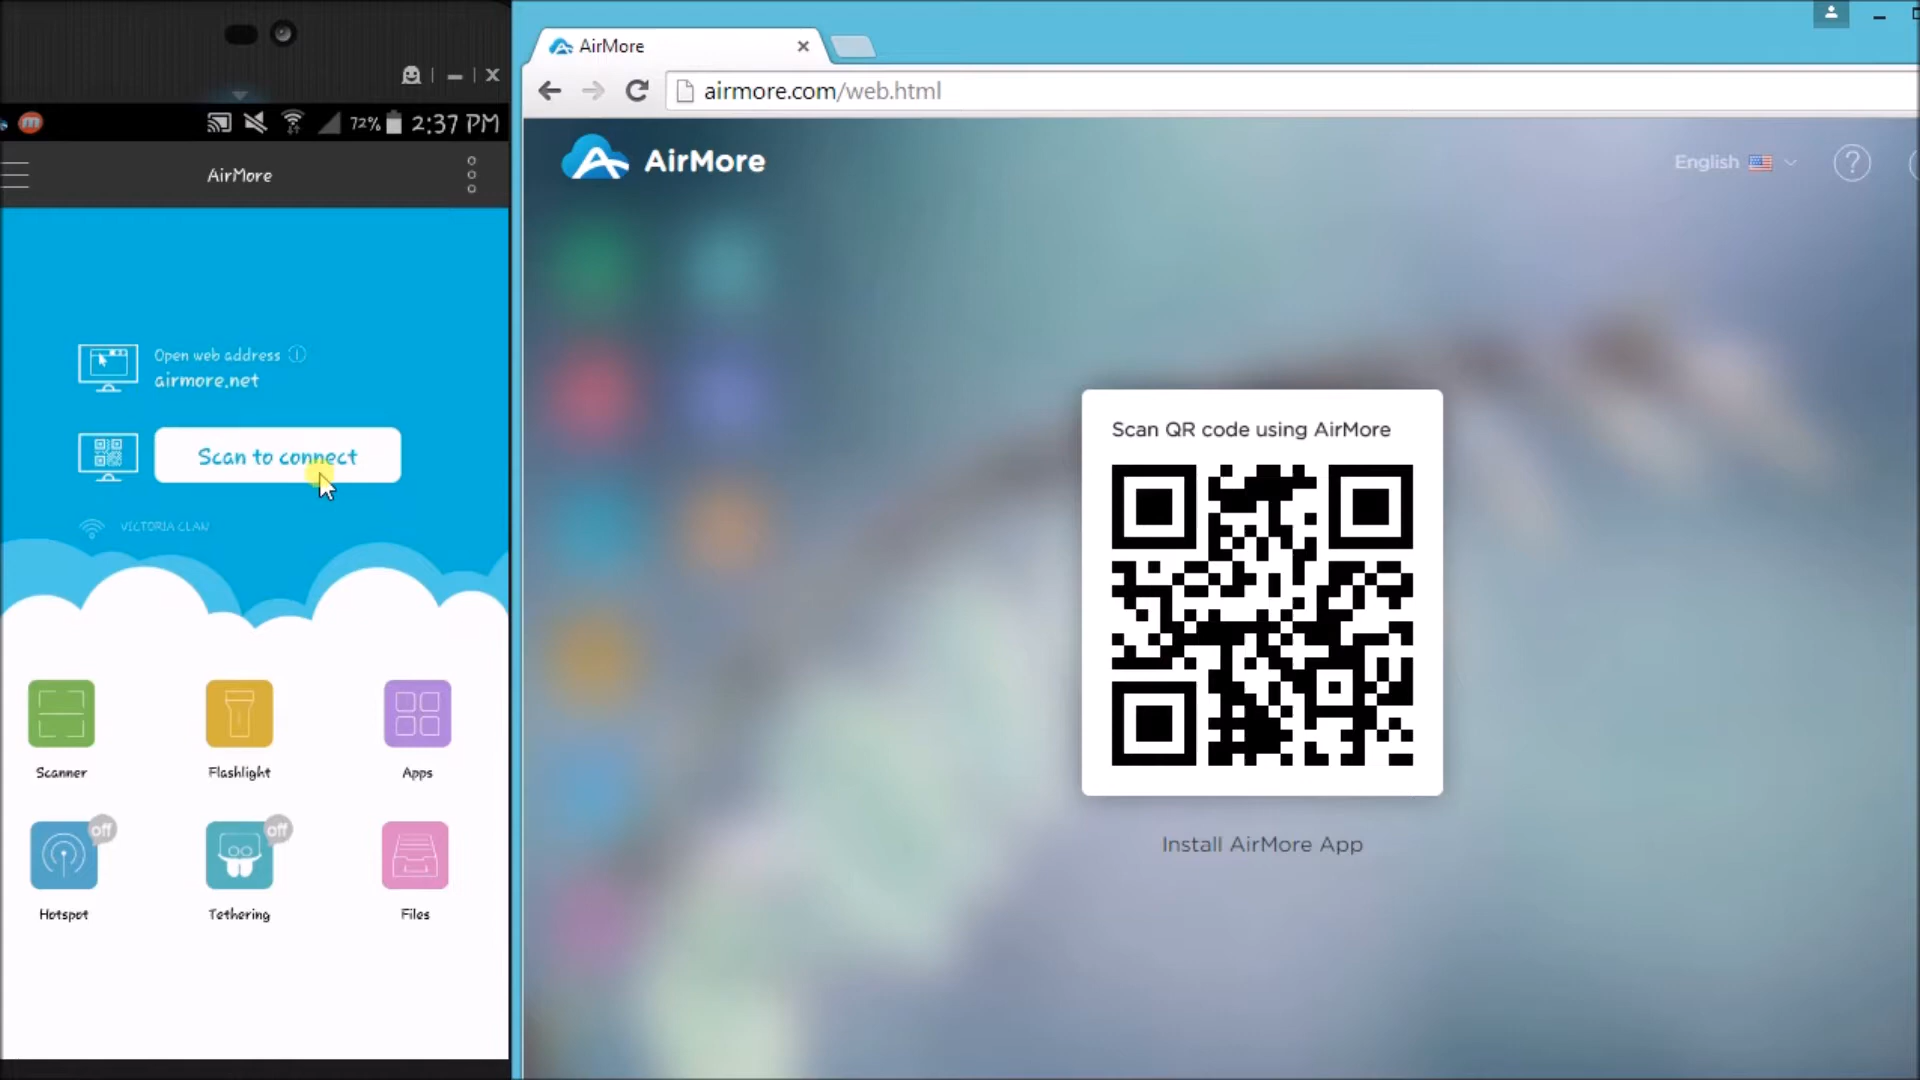 72% 2:37 PM
AirMore
Open web address
airmore.net
Scan to connect
VICTORIA CLAN
Scanner
Flashlight
Apps
off
off
Hotspot
Tethering
Files
AirMore
airmore.com/web.html
AirMore
English
?
Scan QR code using AirMore
Install AirMore App